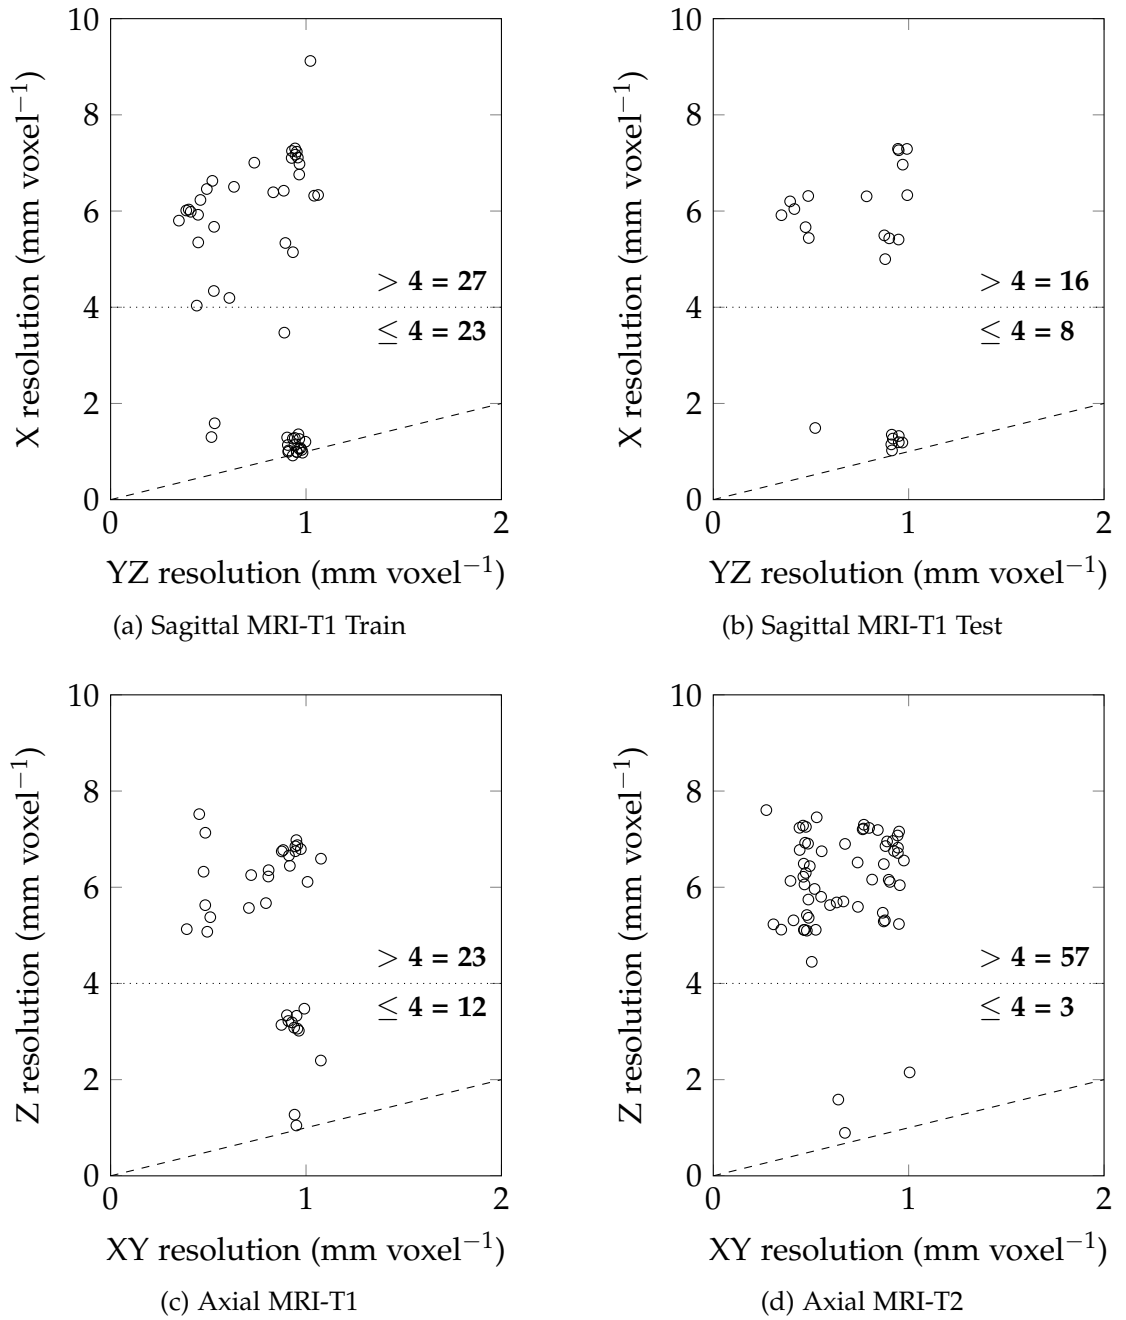 10
8
6
4
2
0
0
1
2
X resolution (mm voxel⁻¹)
> 4 = 27
≤ 4 = 23
YZ resolution (mm voxel⁻¹)
(a) Sagittal MRI-T1 Train
10
8
6
4
2
0
0
1
2
X resolution (mm voxel⁻¹)
> 4 = 16
≤ 4 = 8
YZ resolution (mm voxel⁻¹)
(b) Sagittal MRI-T1 Test
10
8
6
4
2
0
0
1
2
Z resolution (mm voxel⁻¹)
> 4 = 23
≤ 4 = 12
XY resolution (mm voxel⁻¹)
(c) Axial MRI-T1
10
8
6
4
2
0
0
1
2
Z resolution (mm voxel⁻¹)
> 4 = 57
≤ 4 = 3
XY resolution (mm voxel⁻¹)
(d) Axial MRI-T2